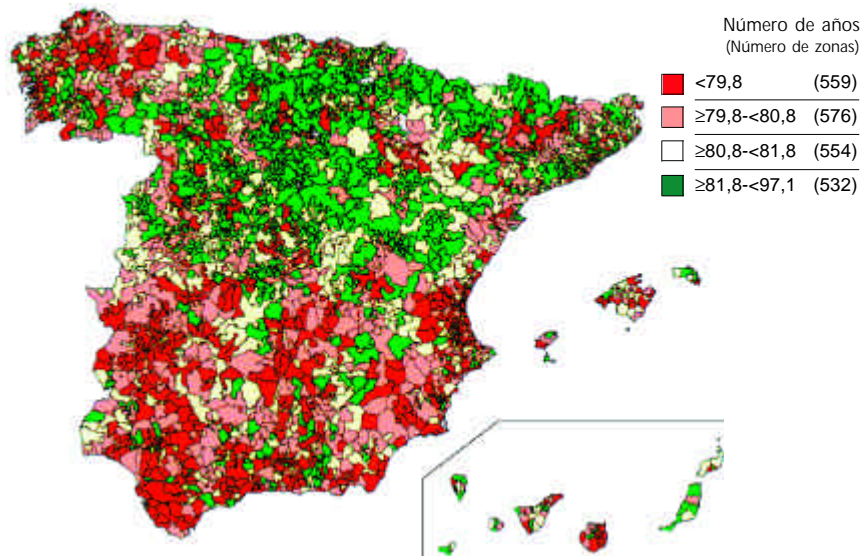 Número de años
(Número de zonas)
<79,8 (559)
≥79,8-<80,8 (576)
≥80,8-<81,8 (554)
≥81,8-<97,1 (532)